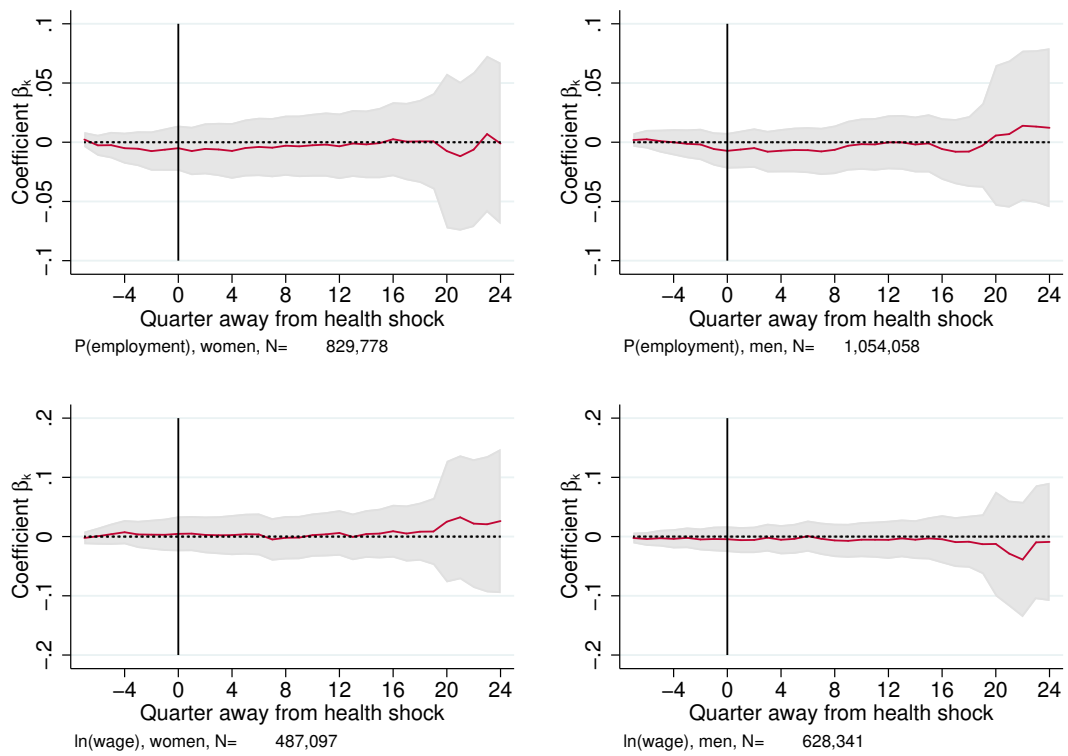 Coefficient βk
.1
.05
0
-.05
-.1
-4 0 4 8 12 16 20 24
Quarter away from health shock
P(employment), women, N= 829,778
Coefficient βk
.1
.05
0
-.05
-.1
-4 0 4 8 12 16 20 24
Quarter away from health shock
P(employment), men, N= 1,054,058
Coefficient βk
.2
.1
0
-.1
-.2
-4 0 4 8 12 16 20 24
Quarter away from health shock
ln(wage), women, N= 487,097
Coefficient βk
.2
.1
0
-.1
-.2
-4 0 4 8 12 16 20 24
Quarter away from health shock
ln(wage), men, N= 628,341